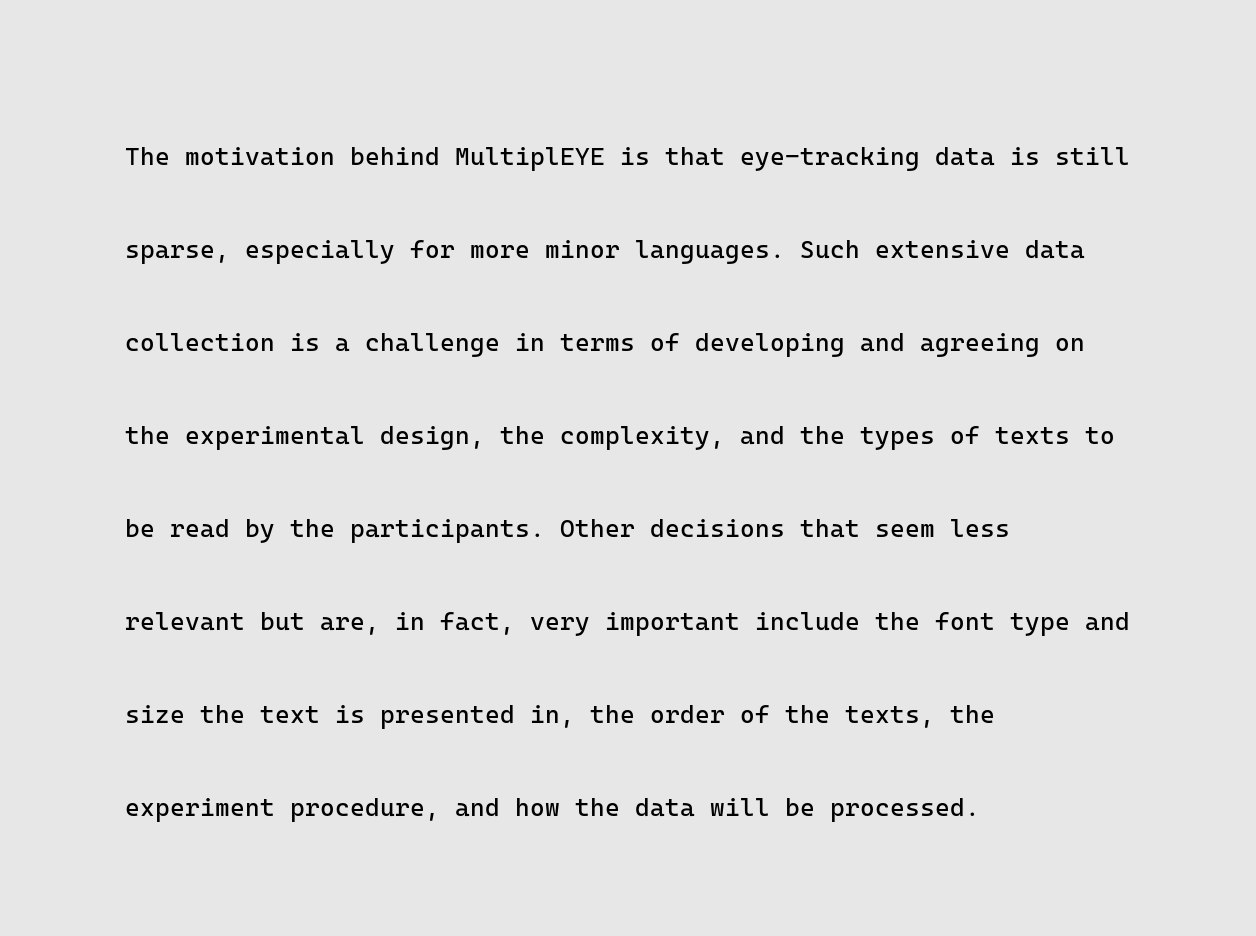 The motivation behind MultiplEYE is that eye-tracking data is still
sparse, especially for more minor languages. Such extensive data
collection is a challenge in terms of developing and agreeing on
the experimental design, the complexity, and the types of texts to
be read by the participants. Other decisions that seem less
relevant but are, in fact, very important include the font type and
size the text is presented in, the order of the texts, the
experiment procedure, and how the data will be processed.